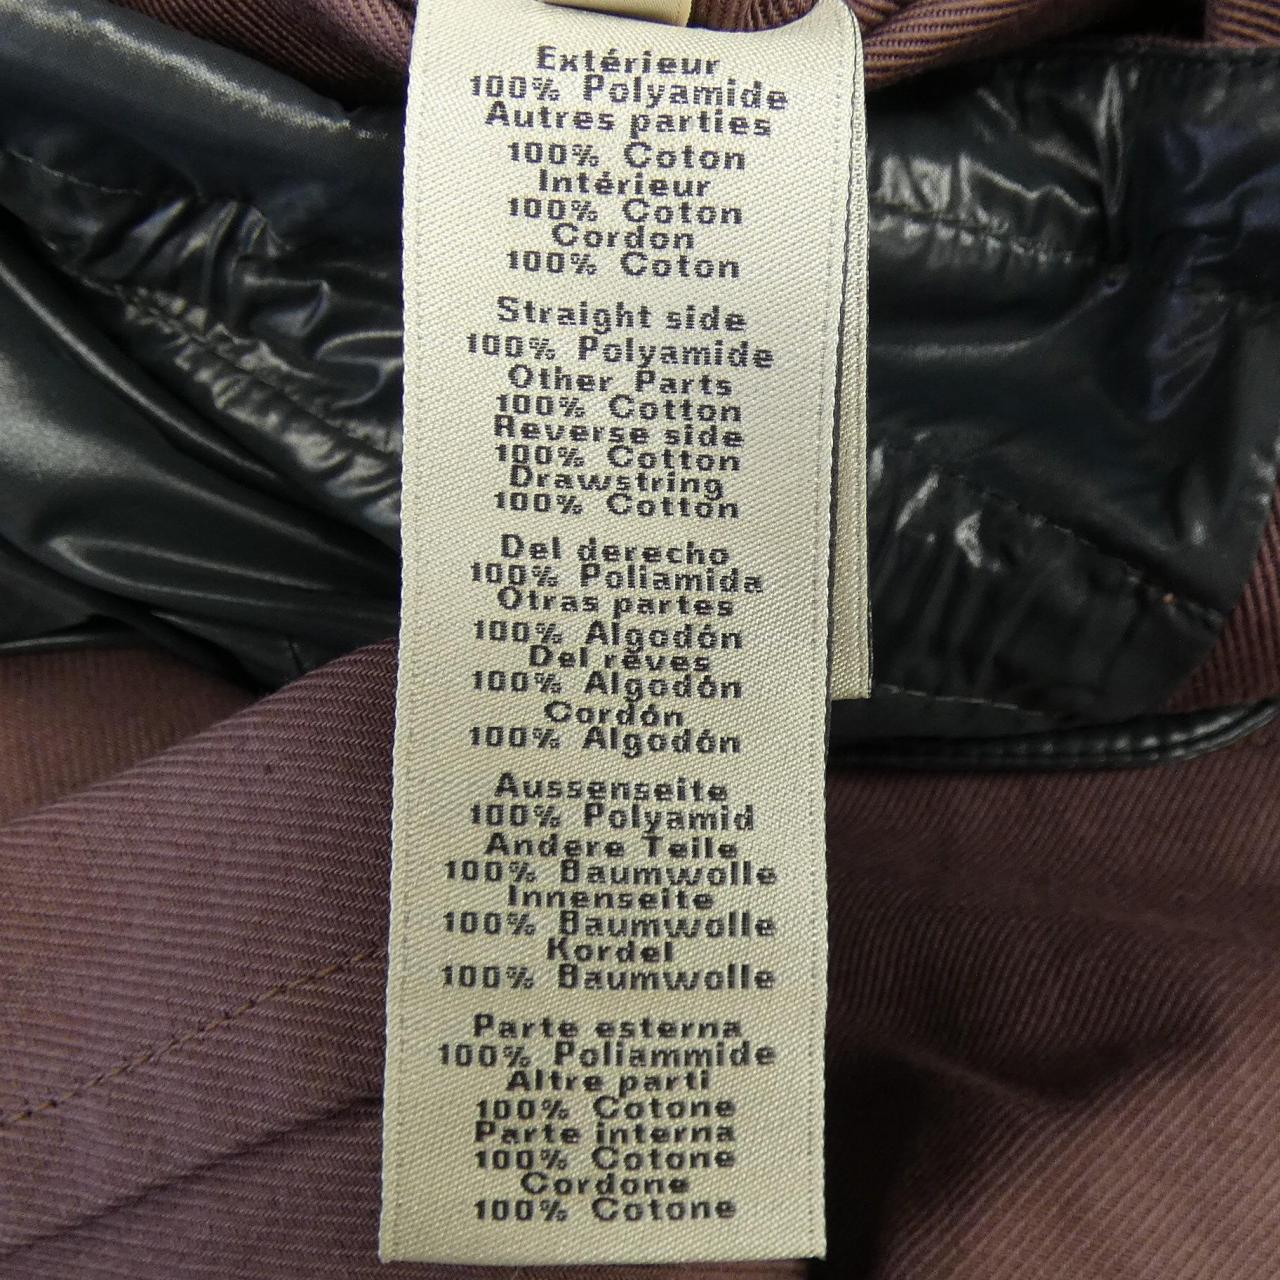 Extérieur
100% Polyamide
Autres parties
100% Coton
Intérieur
100% Coton
Cordon
100% Coton
Straight side
100% Polyamide
Other Parts
100% Cotton
Reverse side
100% Cotton
Drawstring
100% Cotton
Del derecho
100% Poliamida
Otras partes
100% Algodón
Del rêves
100% Algodón
Cordón
100% Algodón
Aussenseite
100% Polyamid
Andere Teile
100% Baumwolle
Innenseite
100% Baumwolle
Kordel
100% Baumwolle
Parte esterna
100% Poliammide
Altre parti
100% Cotone
Parte interna
100% Cotone
Cordone
100% Cotone